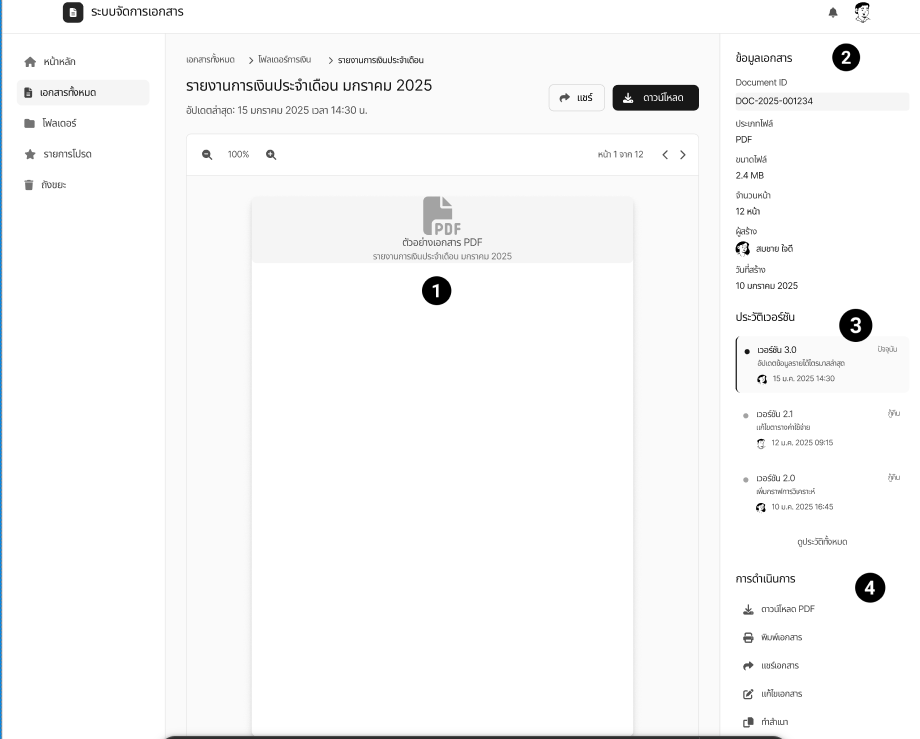 ระบบจัดการเอกสาร
หน้าหลัก
เอกสารทั้งหมด
โฟลเดอร์
รายการโปรด
ถังขยะ
เอกสารทั้งหมด > โฟลเดอร์การเงิน > รายงานการเงินประจำเดือน
รายงานการเงินประจำเดือน มกราคม 2025
อัปเดตล่าสุด: 15 มกราคม 2025 เวลา 14:30 น.
แชร์
ดาวน์โหลด
100%
หน้า 1 จาก 12
PDF
ตัวอย่างเอกสาร PDF
รายงานการเงินประจำเดือน มกราคม 2025
1
ข้อมูลเอกสาร
2
Document ID
DOC-2025-001234
ประเภทไฟล์
PDF
ขนาดไฟล์
2.4 MB
จำนวนหน้า
12 หน้า
ผู้สร้าง
สมชาย ใจดี
วันที่สร้าง
10 มกราคม 2025
ประวัติเวอร์ชัน
3
เวอร์ชัน 3.0 ปัจจุบัน
อัปเดตข้อมูลรายได้ไตรมาสล่าสุด
15 ม.ค. 2025 14:30
เวอร์ชัน 2.1 กู้คืน
แก้ไขตารางค่าใช้จ่าย
12 ม.ค. 2025 09:15
เวอร์ชัน 2.0 กู้คืน
เพิ่มกราฟการวิเคราะห์
10 ม.ค. 2025 16:45
ดูประวัติทั้งหมด
การดำเนินการ
4
ดาวน์โหลด PDF
พิมพ์เอกสาร
แชร์เอกสาร
แก้ไขเอกสาร
ทำสำเนา